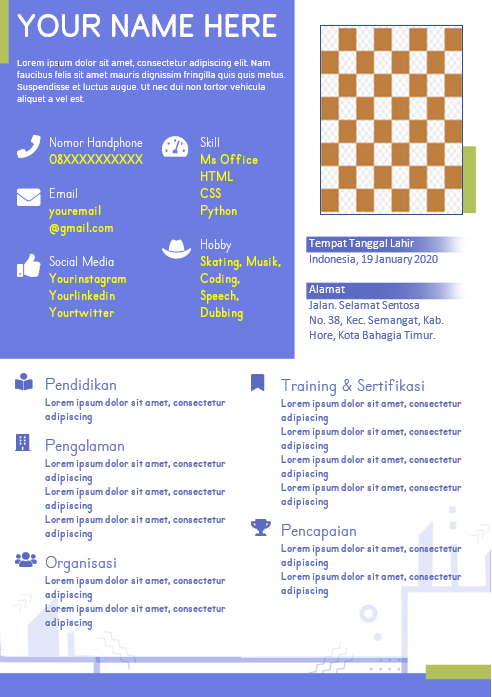 YOUR NAME HERE
Lorem ipsum dolor sit amet, consectetur adipiscing elit. Nam
faucibus felis sit amet mauris dignissim fringilla quis quis metus.
Suspendisse et luctus augue. Ut nec dui non tortor vehicula
aliquet a vel est.
Nomor Handphone
08XXXXXXXXXX
Email
youremail
@gmail.com
Social Media
Yourinstagram
Yourlinkedin
Yourtwitter
Skill
Ms Office
HTML
CSS
Python
Hobby
Skating, Musik,
Coding,
Speech,
Dubbing
Tempat Tanggal Lahir
Indonesia, 19 January 2020
Alamat
Jalan. Selamat Sentosa
No. 38, Kec. Semangat, Kab.
Hore, Kota Bahagia Timur.
Pendidikan
Lorem ipsum dolor sit amet, consectetur
adipiscing
Pengalaman
Lorem ipsum dolor sit amet, consectetur
adipiscing
Lorem ipsum dolor sit amet, consectetur
adipiscing
Lorem ipsum dolor sit amet, consectetur
adipiscing
Organisasi
Lorem ipsum dolor sit amet, consectetur
adipiscing
Lorem ipsum dolor sit amet, consectetur
adipiscing
Training & Sertifikasi
Lorem ipsum dolor sit amet, consectetur
adipiscing
Lorem ipsum dolor sit amet, consectetur
adipiscing
Lorem ipsum dolor sit amet, consectetur
adipiscing
Lorem ipsum dolor sit amet, consectetur
adipiscing
Pencapaian
Lorem ipsum dolor sit amet, consectetur
adipiscing
Lorem ipsum dolor sit amet, consectetur
adipiscing